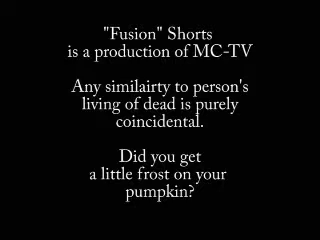 "Fusion" Shorts
is a production of MC-TV
Any similairty to person's
living of dead is purely
coincidental.
Did you get
a little frost on your
pumpkin?